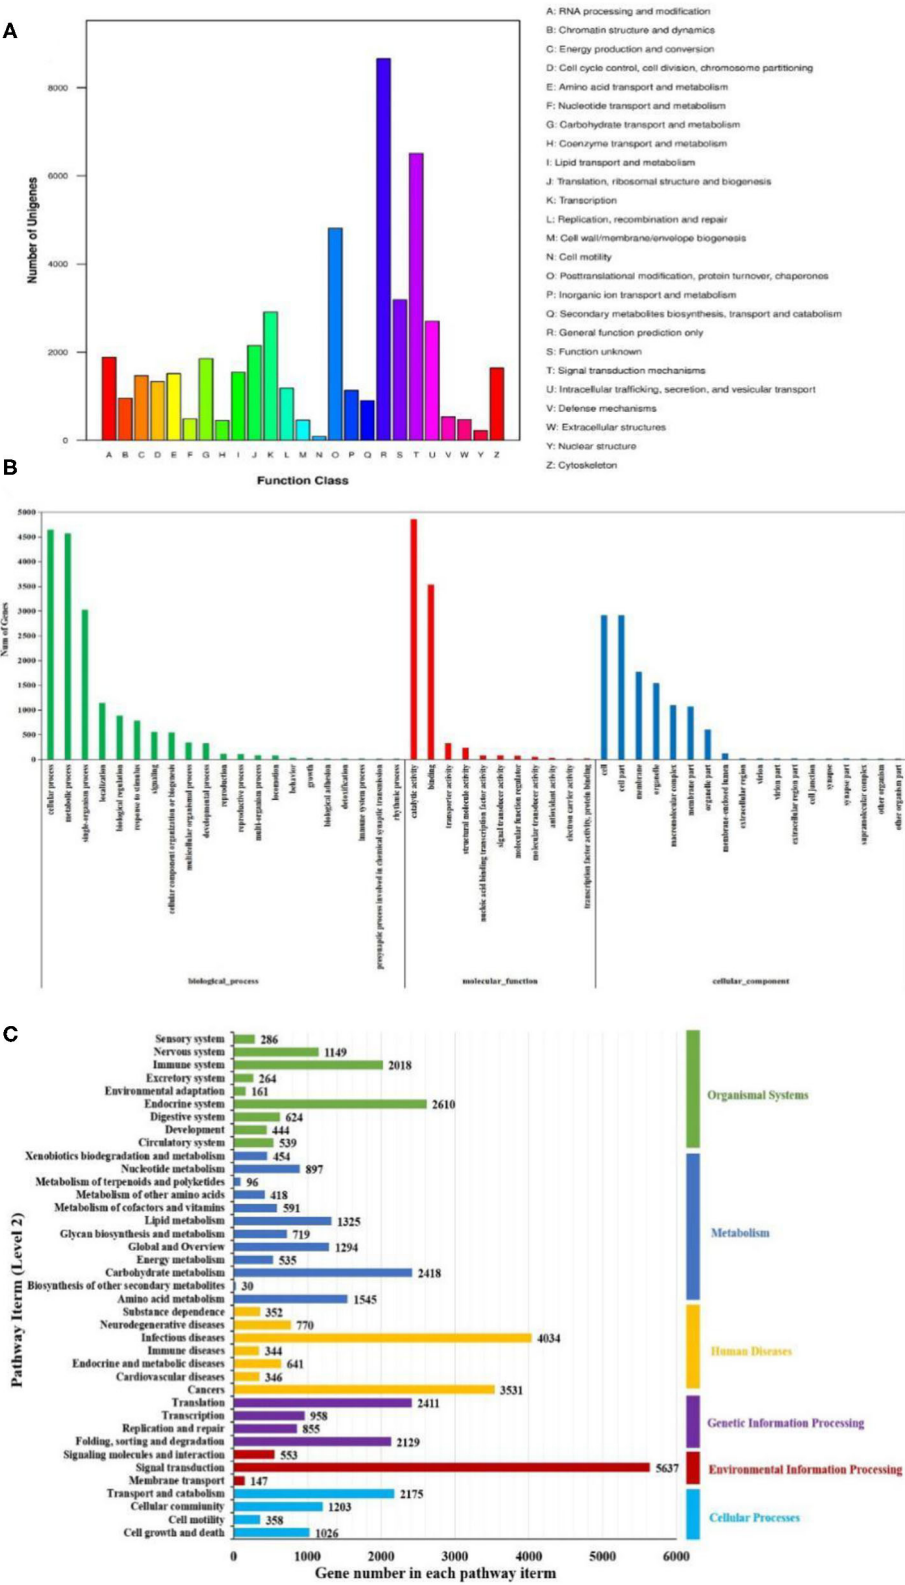 A
Number of Unigenes
8000
6000
4000
2000
0
A B C D E F G H I J K L M N O P Q R S T U V W Y Z
Function Class
A: RNA processing and modification
B: Chromatin structure and dynamics
C: Energy production and conversion
D: Cell cycle control, cell division, chromosome partitioning
E: Amino acid transport and metabolism
F: Nucleotide transport and metabolism
G: Carbohydrate transport and metabolism
H: Coenzyme transport and metabolism
I: Lipid transport and metabolism
J: Translation, ribosomal structure and biogenesis
K: Transcription
L: Replication, recombination and repair
M: Cell wall/membrane/envelope biogenesis
N: Cell motility
O: Posttranslational modification, protein turnover, chaperones
P: Inorganic ion transport and metabolism
Q: Secondary metabolites biosynthesis, transport and catabolism
R: General function prediction only
S: Function unknown
T: Signal transduction mechanisms
U: Intracellular trafficking, secretion, and vesicular transport
V: Defense mechanisms
W: Extracellular structures
Y: Nuclear structure
Z: Cytoskeleton
B
Num of Genes
5000
4500
4000
3500
3000
2500
2000
1500
1000
500
0
cellular process
metabolic process
single-organism process
localization
biological regulation
response to stimulus
signaling
cellular component organization or biogenesis
multicellular organismal process
developmental process
reproduction
reproductive process
multi-organism process
locomotion
behavior
growth
biological adhesion
detoxification
immune system process
presynaptic process involved in chemical synaptic transmission
rhythmic process
catalytic activity
binding
transporter activity
structural molecule activity
nucleic acid binding transcription factor activity
signal transducer activity
molecular function regulator
molecular transducer activity
antioxidant activity
electron carrier activity
transcription factor activity, protein binding
cell
cell part
membrane
organelle
macromolecular complex
membrane part
organelle part
membrane-enclosed lumen
extracellular region
virion
virion part
extracellular region part
cell junction
synapse
synapse part
supramolecular complex
other organism
other organism part
biological_process
molecular_function
cellular_component
C
Pathway Iterm (Level 2)
Sensory system 286
Nervous system 1149
Immune system 2018
Excretory system 264
Environmental adaptation 161
Endocrine system 2610
Digestive system 624
Development 444
Circulatory system 539
Xenobiotics biodegradation and metabolism 454
Nucleotide metabolism 897
Metabolism of terpenoids and polyketides 96
Metabolism of other amino acids 418
Metabolism of cofactors and vitamins 591
Lipid metabolism 1325
Glycan biosynthesis and metabolism 719
Global and Overview 1294
Energy metabolism 535
Carbohydrate metabolism 2418
Biosynthesis of other secondary metabolites 30
Amino acid metabolism 1545
Substance dependence 352
Neurodegenerative diseases 770
Infectious diseases 4034
Immune diseases 344
Endocrine and metabolic diseases 641
Cardiovascular diseases 346
Cancers 3531
Translation 2411
Transcription 958
Replication and repair 855
Folding, sorting and degradation 2129
Signaling molecules and interaction 553
Signal transduction 5637
Membrane transport 147
Transport and catabolism 2175
Cellular commiunity 1203
Cell motility 358
Cell growth and death 1026
0 1000 2000 3000 4000 5000 6000
Gene number in each pathway iterm
Organismal Systems
Metabolism
Human Diseases
Genetic Information Processing
Environmental Information Processing
Cellular Processes